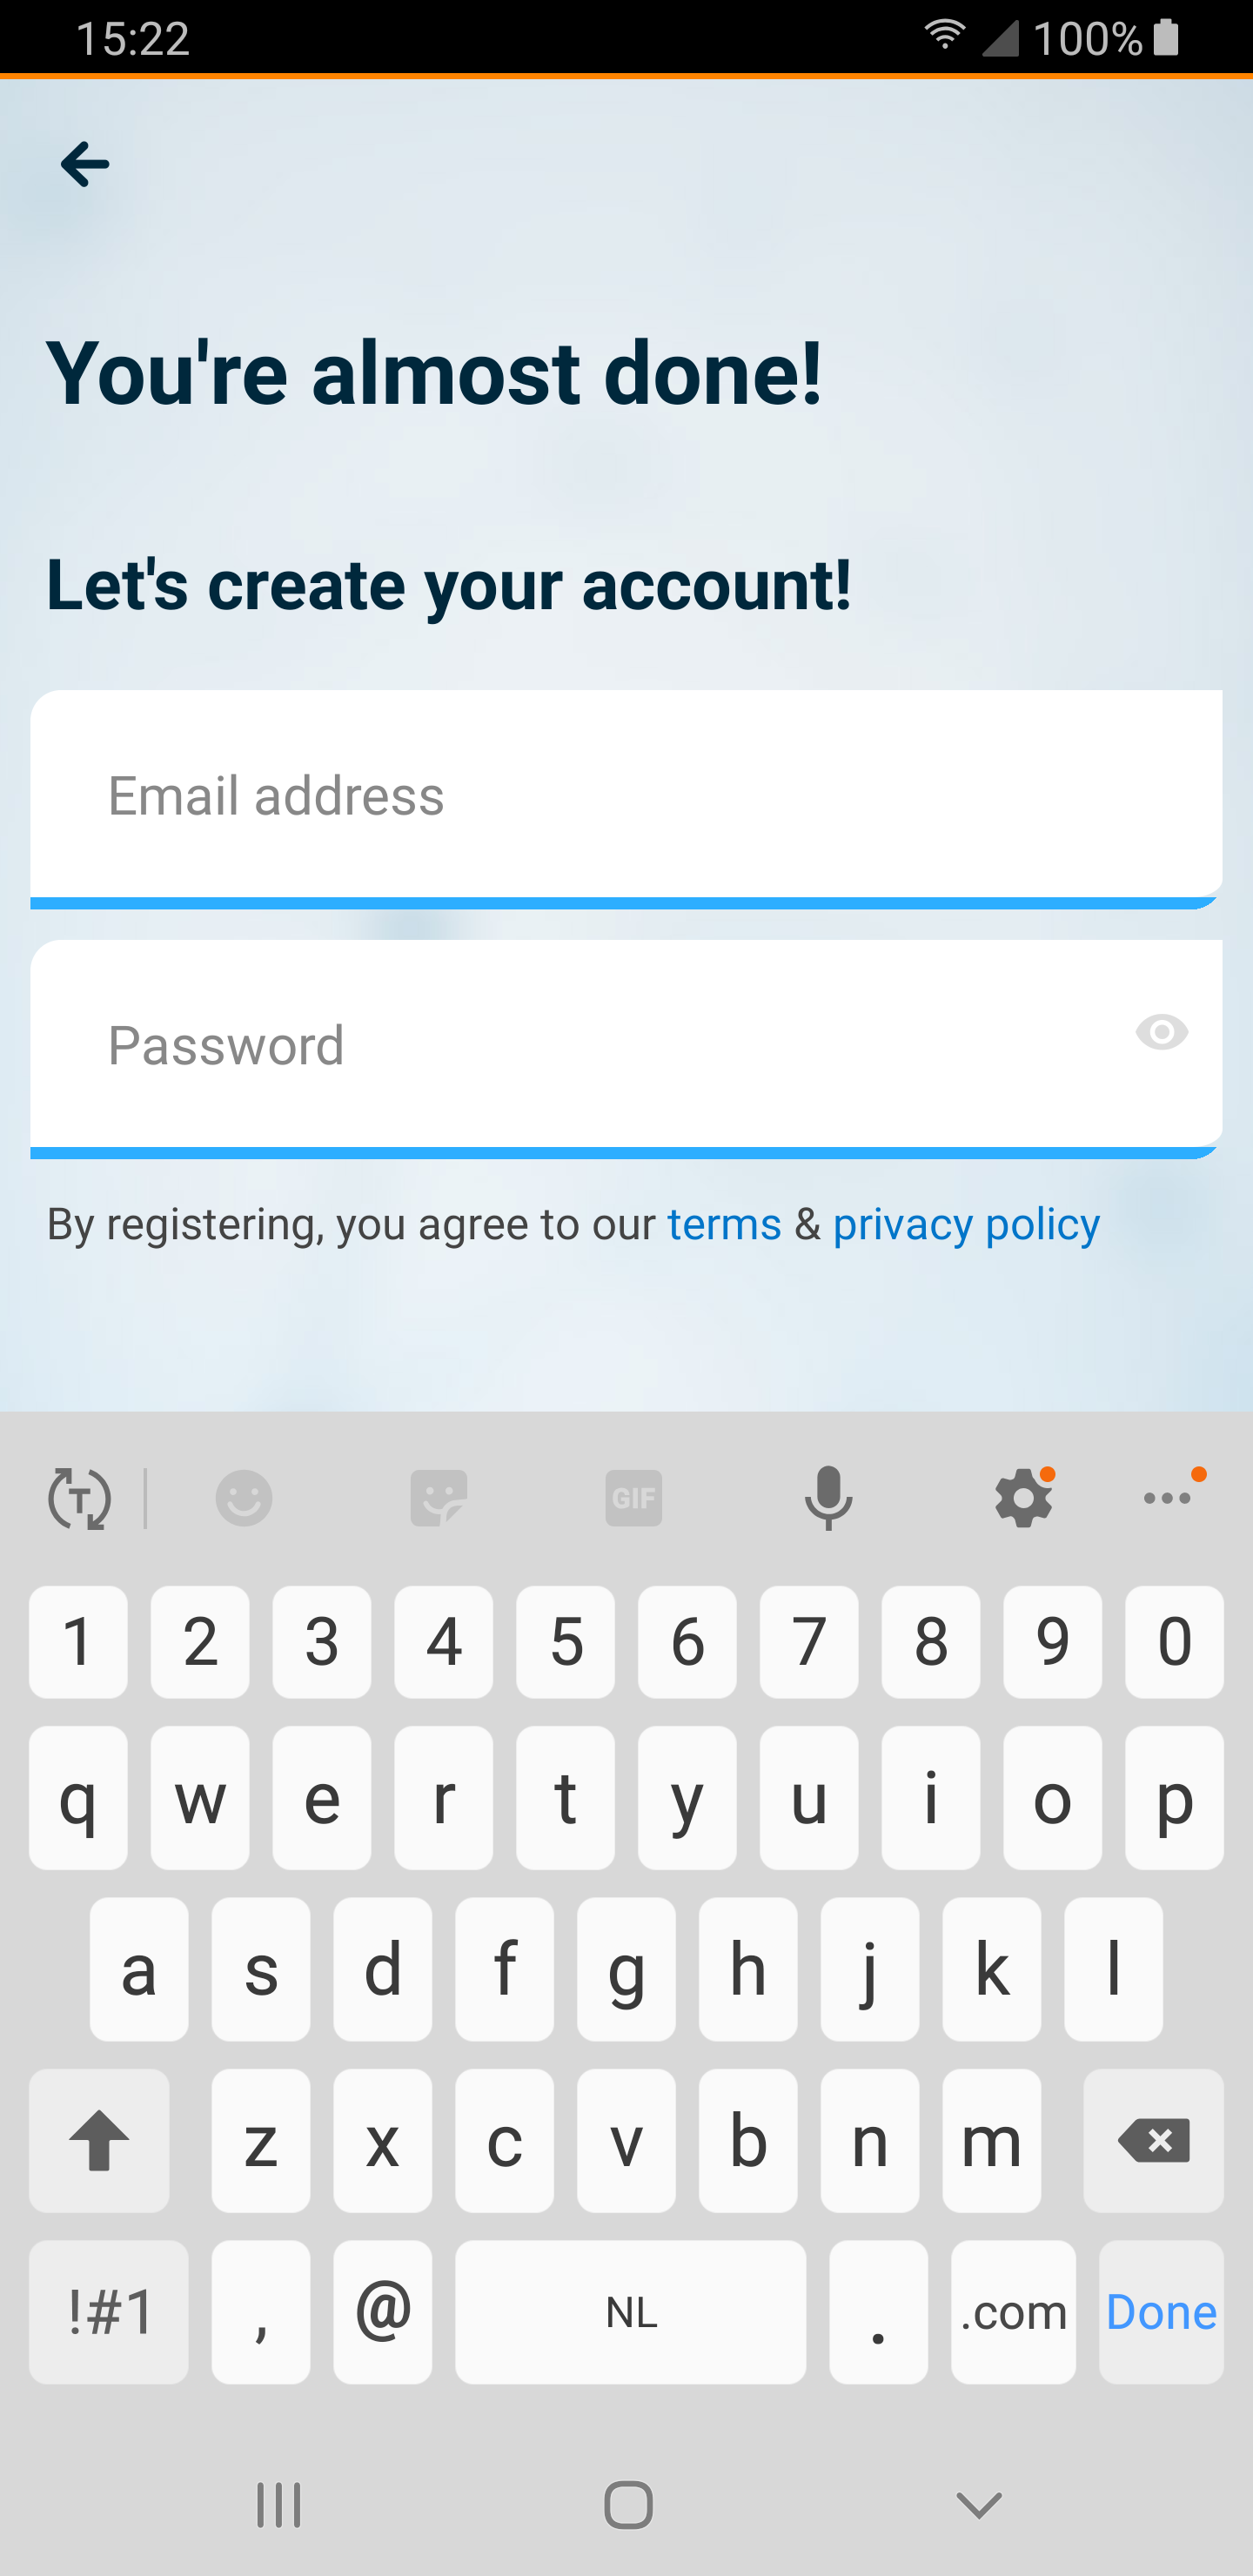 15:22 100%
You're almost done!
Let's create your account!
Email address
Password
By registering, you agree to our terms & privacy policy
T GIF
1 2 3 4 5 6 7 8 9 0
q w e r t y u i o p
a s d f g h j k l
z x c v b n m
!#1 , @ NL . .com Done